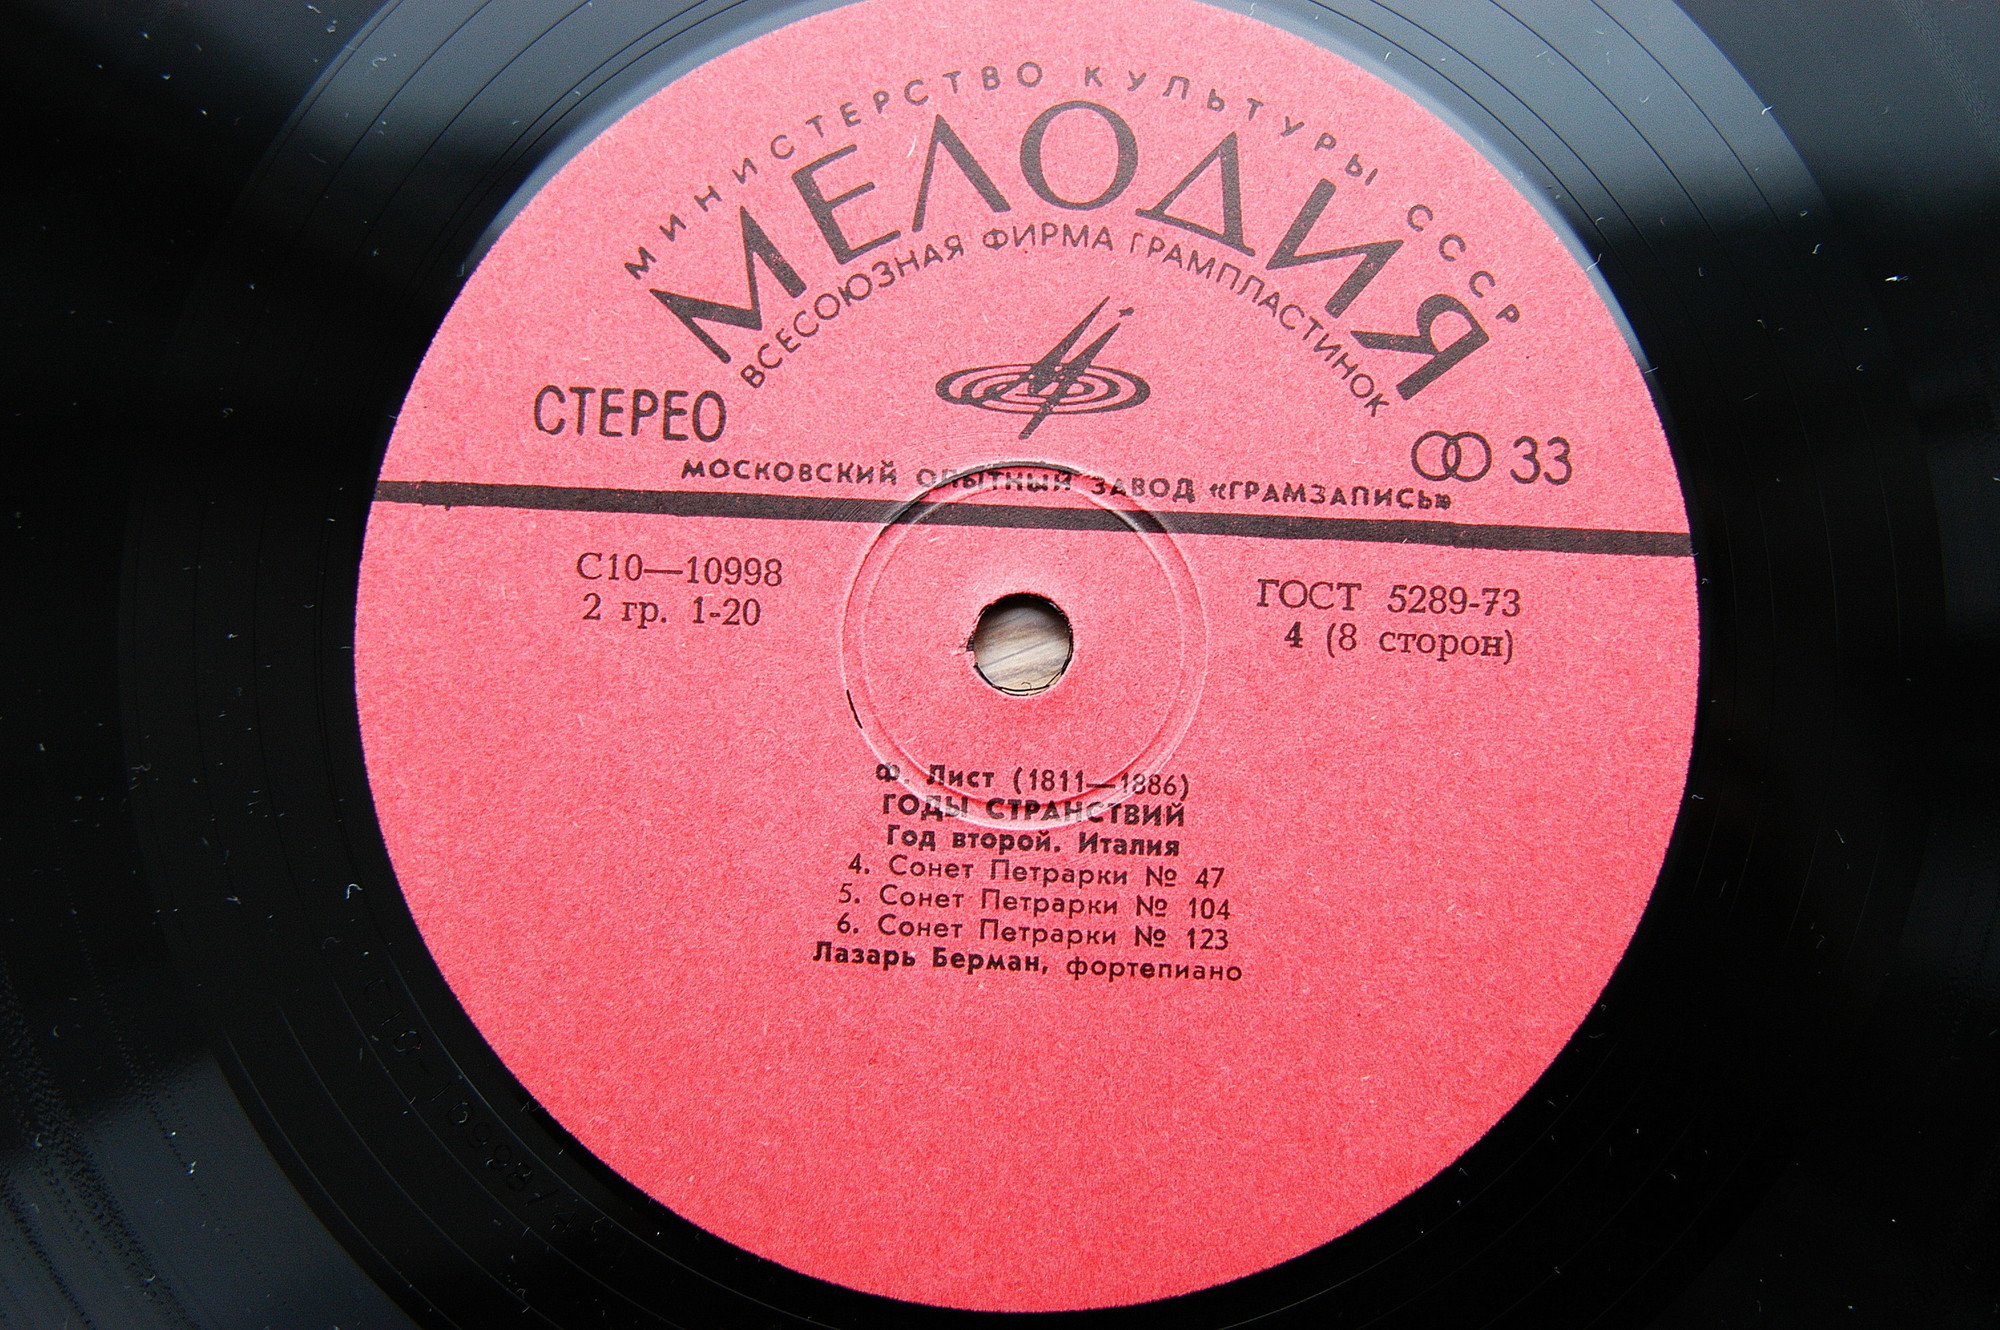 МИНИСТЕРСТВО КУЛЬТУРЫ СССР
МЕЛОДИЯ
ВСЕСОЮЗНАЯ ФИРМА ГРАМПЛАСТИНОК
СТЕРЕО
33
МОСКОВСКИЙ ОПЫТНЫЙ ЗАВОД «ГРАМЗАПИСЬ»
С10—10998
ГОСТ 5289-73
2 гр. 1-20
4 (8 сторон)
Ф. Лист (1811—1886)
ГОДЫ СТРАНСТВИЙ
Год второй. Италия
4. Сонет Петрарки № 47
5. Сонет Петрарки № 104
6. Сонет Петрарки № 123
Лазарь Берман, фортепиано